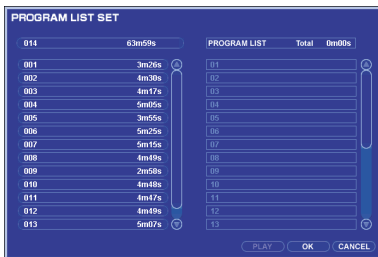 PROGRAM LIST SET
014 63m59s
001 3m26s
002 4m30s
003 4m17s
004 5m05s
005 3m55s
006 5m25s
007 5m15s
008 4m49s
009 2m58s
010 4m48s
011 4m47s
012 4m49s
013 5m07s
PROGRAM LIST Total 0m00s
01
02
03
04
05
06
07
08
09
10
11
12
13
PLAY OK CANCEL